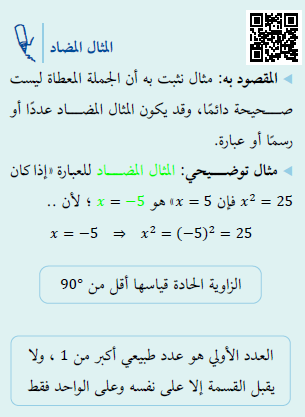 المثال المضاد
المقصود به: مثال نثبت به أن الجملة المعطاة ليست
صحيحة دائمًا، وقد يكون المثال المضاد عددًا أو
رسمًا أو عبارة.
مثال توضيحي: المثال المضاد للعبارة «إذا كان
x² = 25 فإن x = 5» هو x = −5 ؛ لأن ..
x = −5 ⇒ x² = (−5)² = 25
الزاوية الحادة قياسها أقل من 90°
العدد الأولي هو عدد طبيعي أكبر من 1 ، ولا
يقبل القسمة إلا على نفسه وعلى الواحد فقط